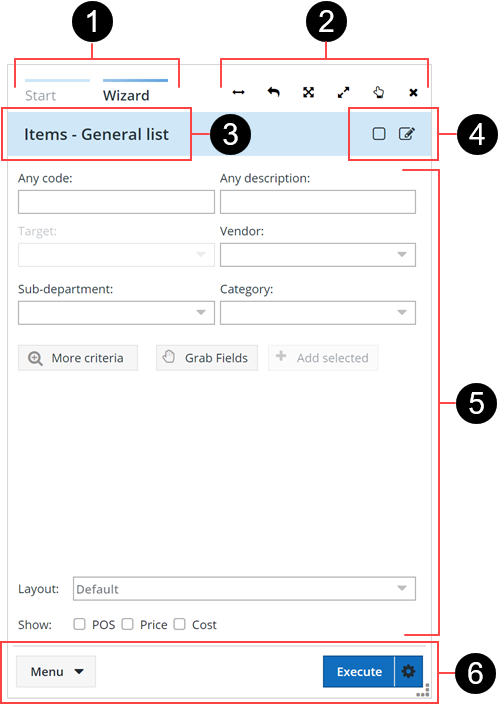 1 2
Start Wizard
Items - General list 3 4
Any code: Any description:
Target: Vendor:
Sub-department: Category:
More criteria Grab Fields Add selected
5
Layout: Default
Show: POS Price Cost
Menu Execute 6